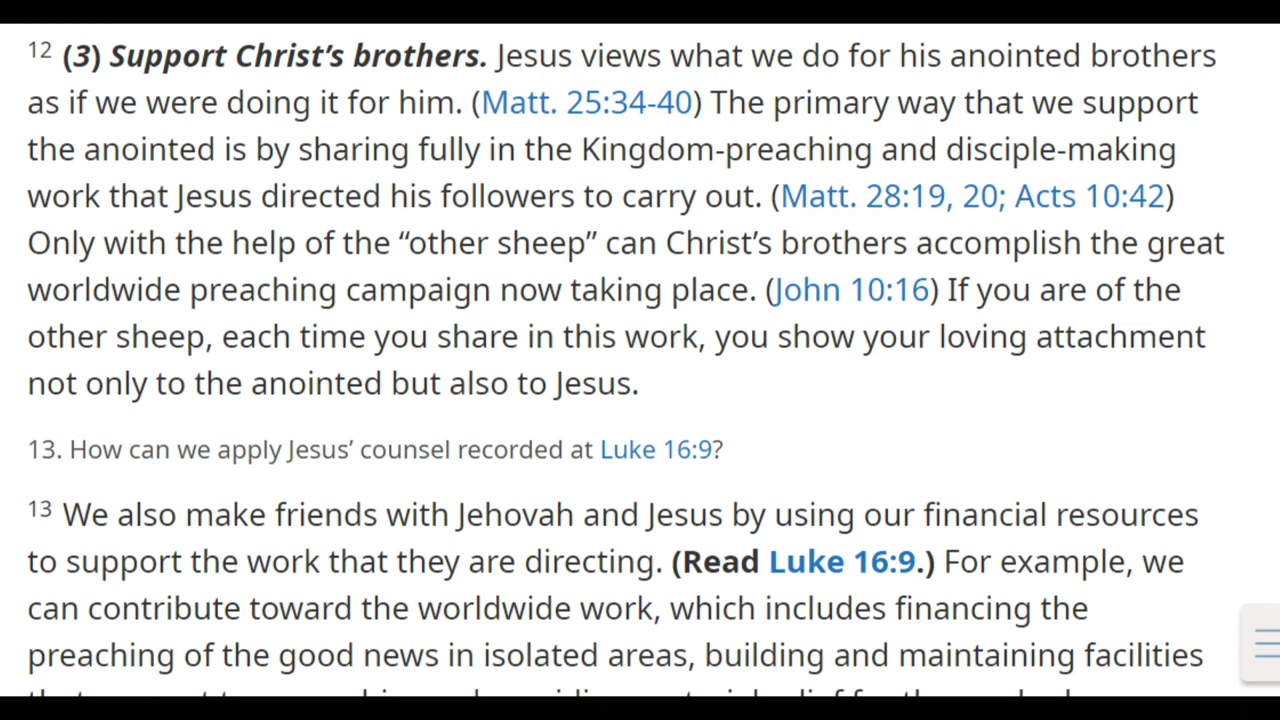 12 (3) Support Christ’s brothers. Jesus views what we do for his anointed brothers
as if we were doing it for him. (Matt. 25:34-40) The primary way that we support
the anointed is by sharing fully in the Kingdom-preaching and disciple-making
work that Jesus directed his followers to carry out. (Matt. 28:19, 20; Acts 10:42)
Only with the help of the “other sheep” can Christ’s brothers accomplish the great
worldwide preaching campaign now taking place. (John 10:16) If you are of the
other sheep, each time you share in this work, you show your loving attachment
not only to the anointed but also to Jesus.
13. How can we apply Jesus’ counsel recorded at Luke 16:9?
13 We also make friends with Jehovah and Jesus by using our financial resources
to support the work that they are directing. (Read Luke 16:9.) For example, we
can contribute toward the worldwide work, which includes financing the
preaching of the good news in isolated areas, building and maintaining facilities